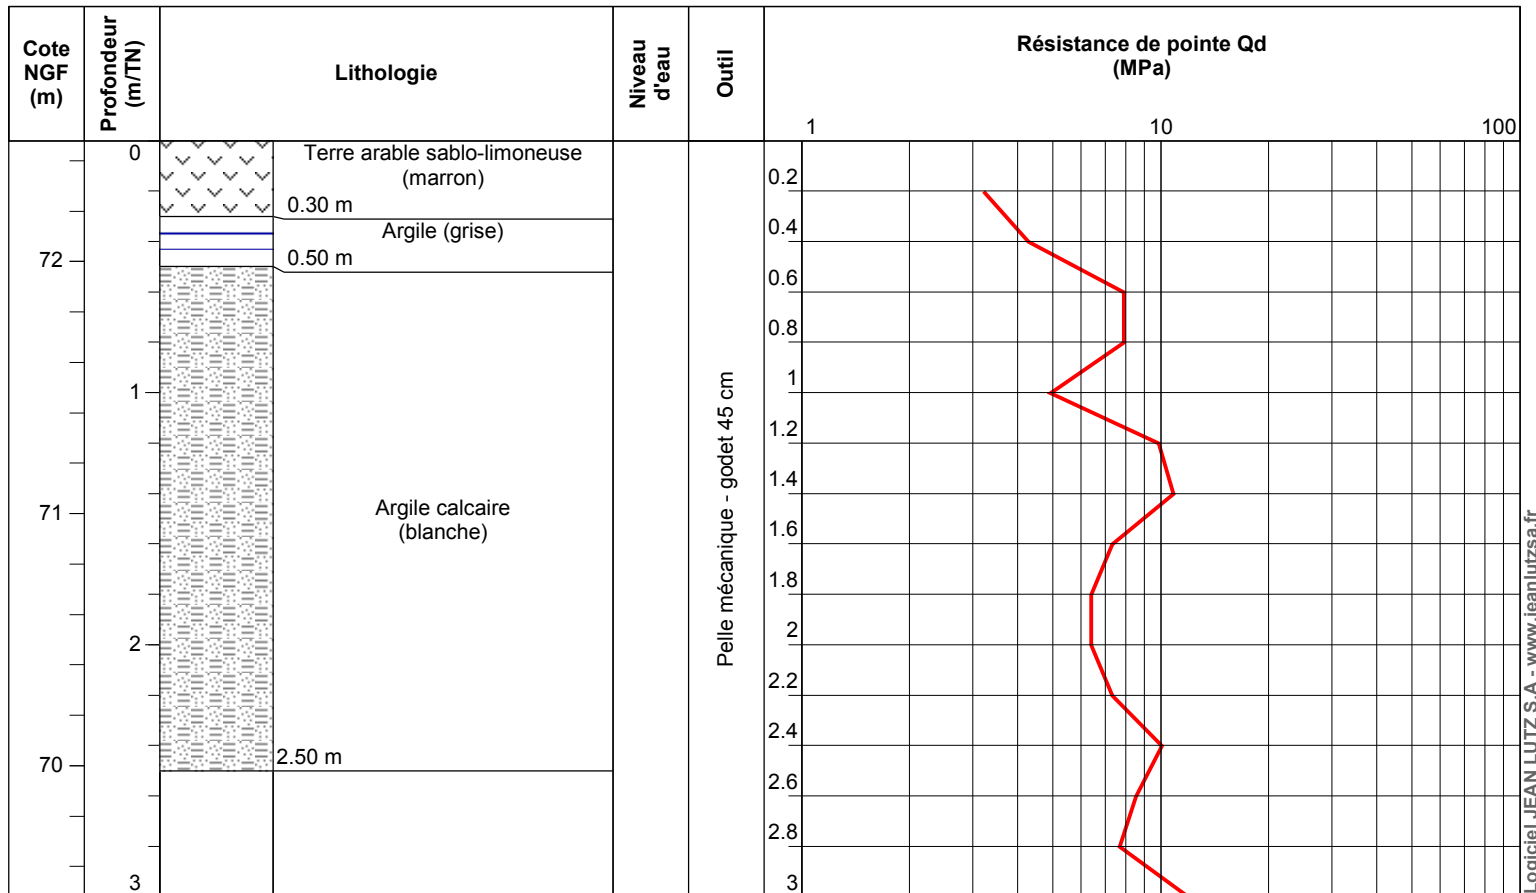 Cote
NGF
(m)
Profondeur
(m/TN)
Lithologie
Niveau
d'eau
Outil
Résistance de pointe Qd
(MPa)
1
10
100
72
71
70
0
1
2
3
Terre arable sablo-limoneuse
(marron)
0.30 m
Argile (grise)
0.50 m
Argile calcaire
(blanche)
2.50 m
Pelle mécanique - godet 45 cm
0.2
0.4
0.6
0.8
1
1.2
1.4
1.6
1.8
2
2.2
2.4
2.6
2.8
3
Logiciel JEAN LUTZ S.A - www.jeanlutzsa.fr